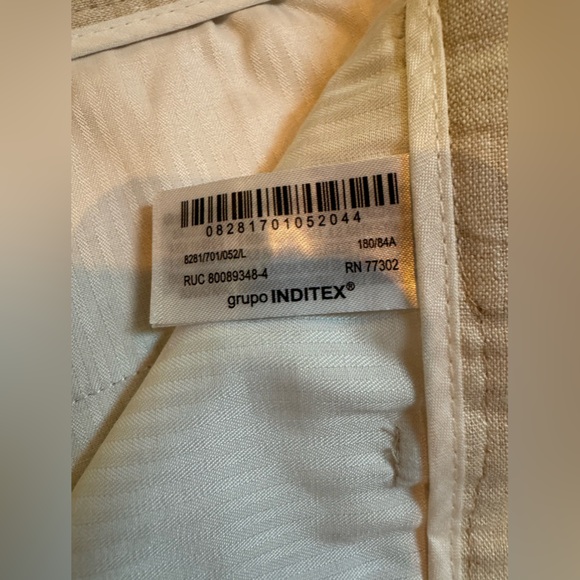 08281701052044
8281/701/052/L 180/84A
RUC 80089348-4 RN 77302
grupo INDITEX®